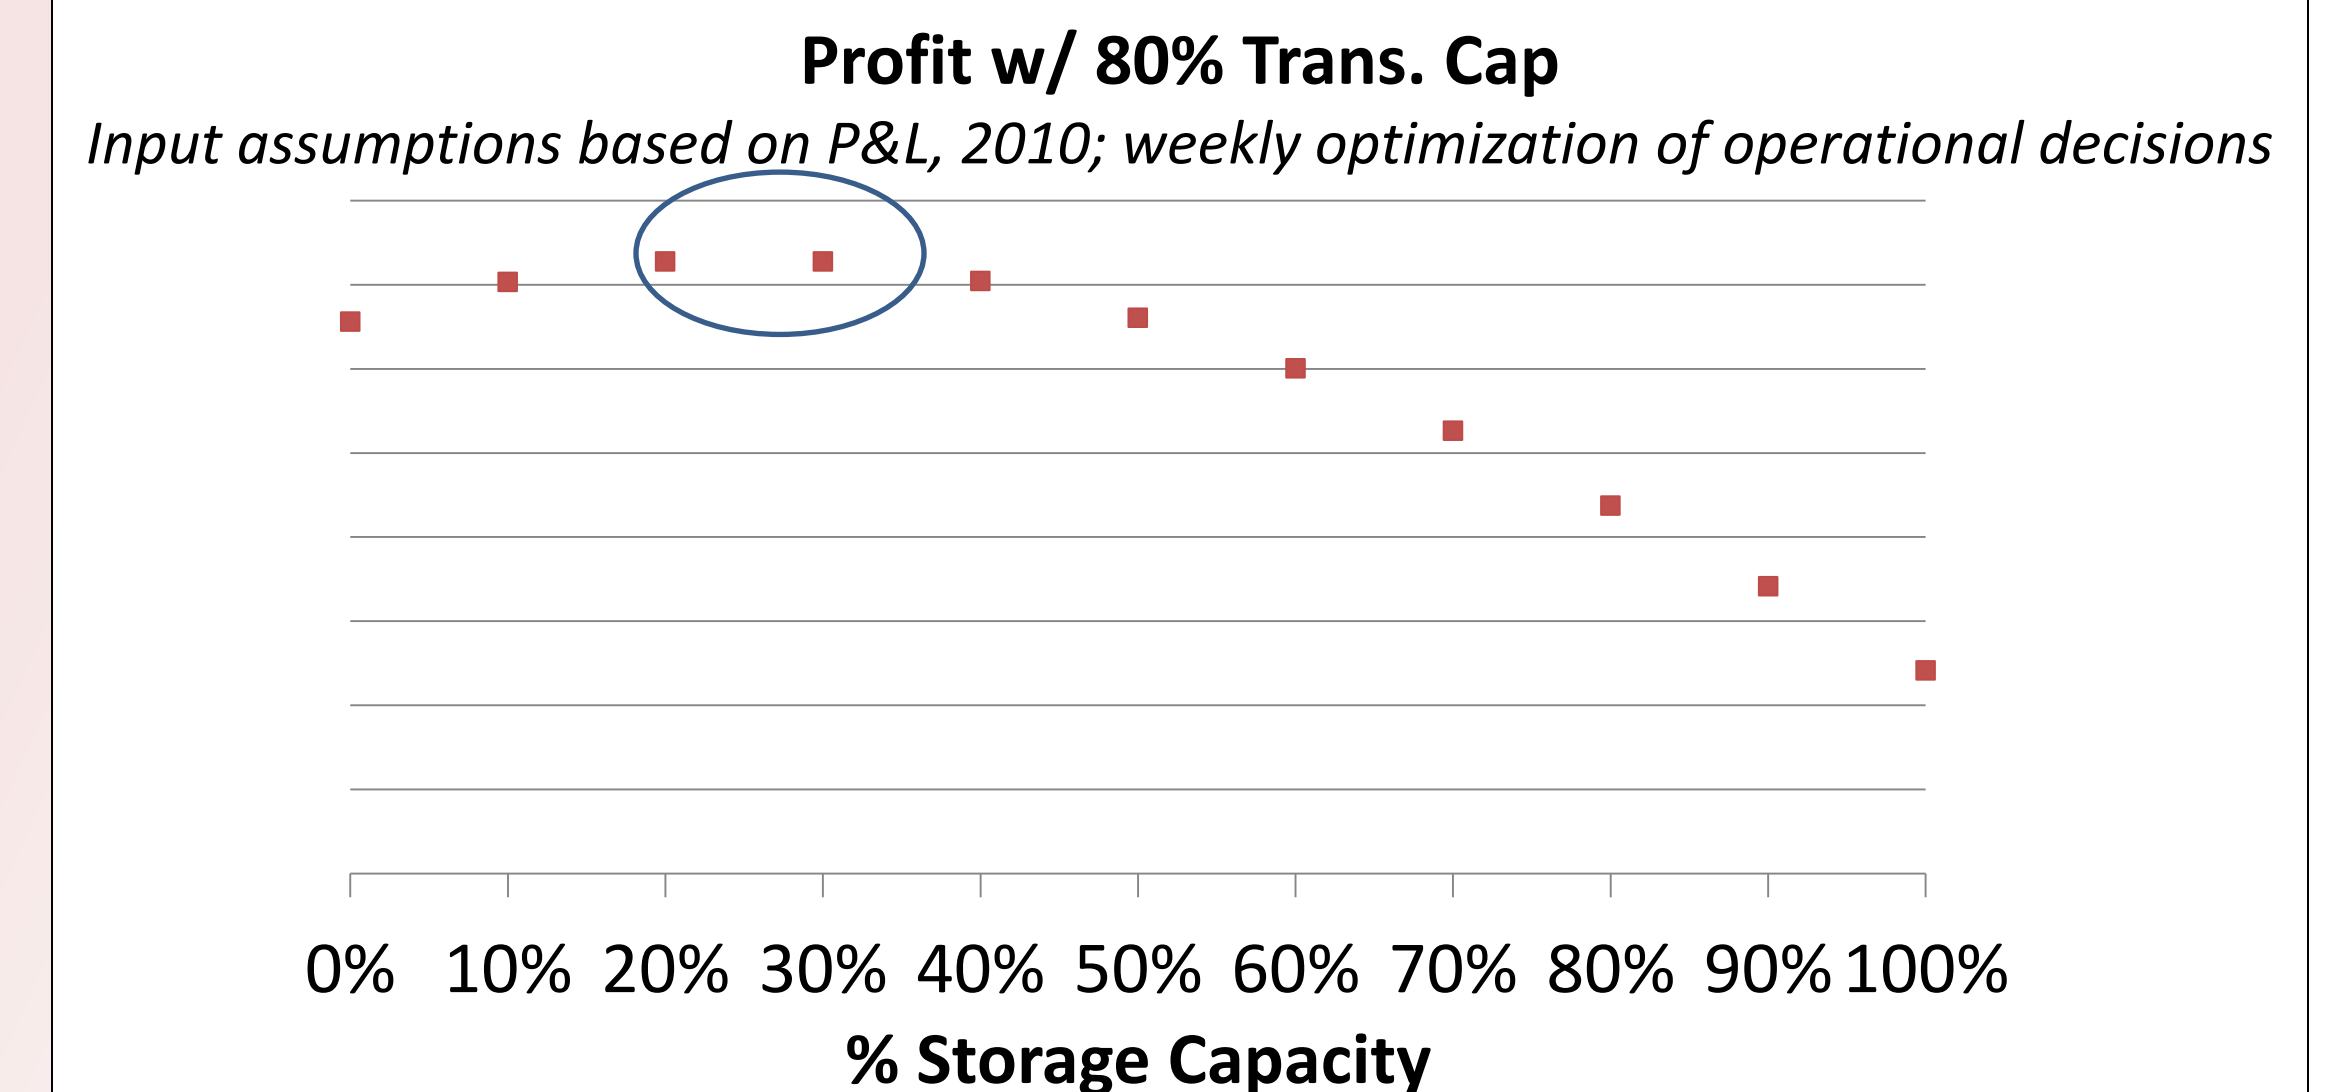 Profit w/ 80% Trans. Cap
Input assumptions based on P&L, 2010; weekly optimization of operational decisions
0% 10% 20% 30% 40% 50% 60% 70% 80% 90% 100%
% Storage Capacity